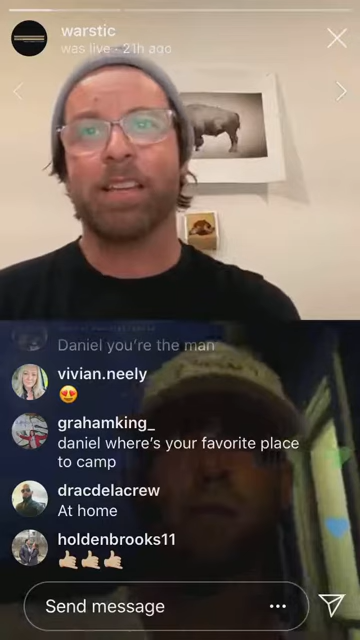 warstic
was live · 21h ago
Daniel you're the man
vivian.neely
😍
grahamking_
daniel where's your favorite place
to camp
dracdelacrew
At home
holdenbrooks11
🤙🏼🤙🏼🤙🏼
Send message